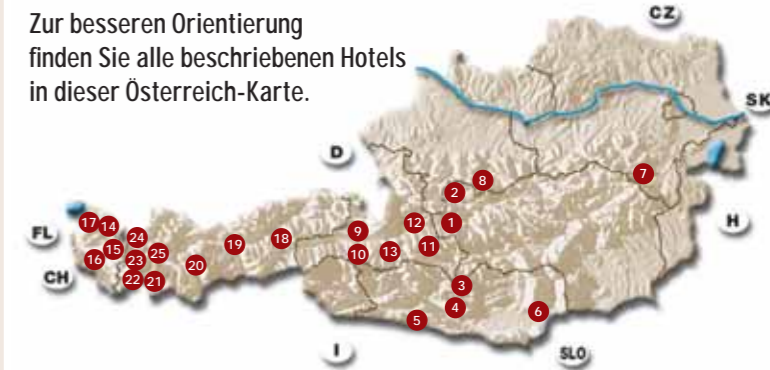 Zur besseren Orientierung
finden Sie alle beschriebenen Hotels
in dieser Österreich-Karte.
CZ
SK
D
7
8
2
17
14
FL
24
12
1
H
9
18
19
11
15
25
13
10
16
23
20
CH
22
21
3
4
6
5
I
SLO